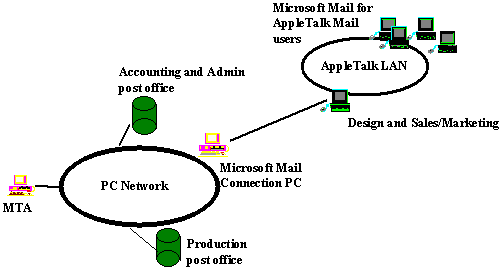 Microsoft Mail for
AppleTalk Mail
users
AppleTalk LAN
Accounting and Admin
post office
Design and Sales/Marketing
Microsoft Mail
Connection PC
PC Network
MTA
Production
post office